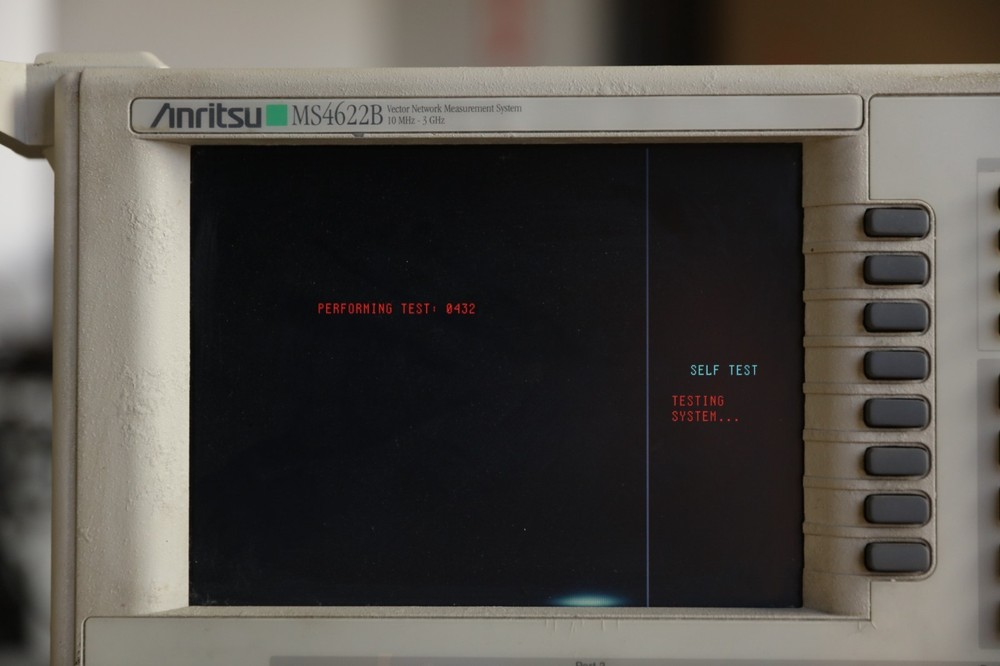 Anritsu MS4622B Vector Network Measurement System
10 MHz - 3 GHz
PERFORMING TEST: 0432
SELF TEST
TESTING
SYSTEM...